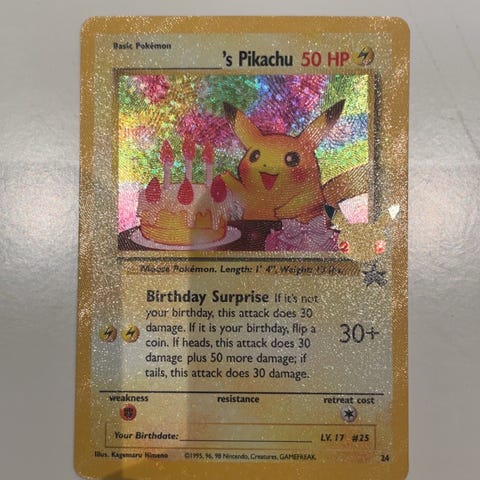 Basic Pokémon
's Pikachu 50 HP
Mouse Pokémon. Length: 1' 4", Weight: 13 lbs.
Birthday Surprise If it's not
your birthday, this attack does 30
damage. If it is your birthday, flip a
coin. If heads, this attack does 30
damage plus 50 more damage; if
tails, this attack does 30 damage.
30+
weakness resistance retreat cost
Your Birthdate: LV. 17 #25
Illus. Kagemaru Himeno ©1995, 96, 98 Nintendo, Creatures, GAMEFREAK. 24